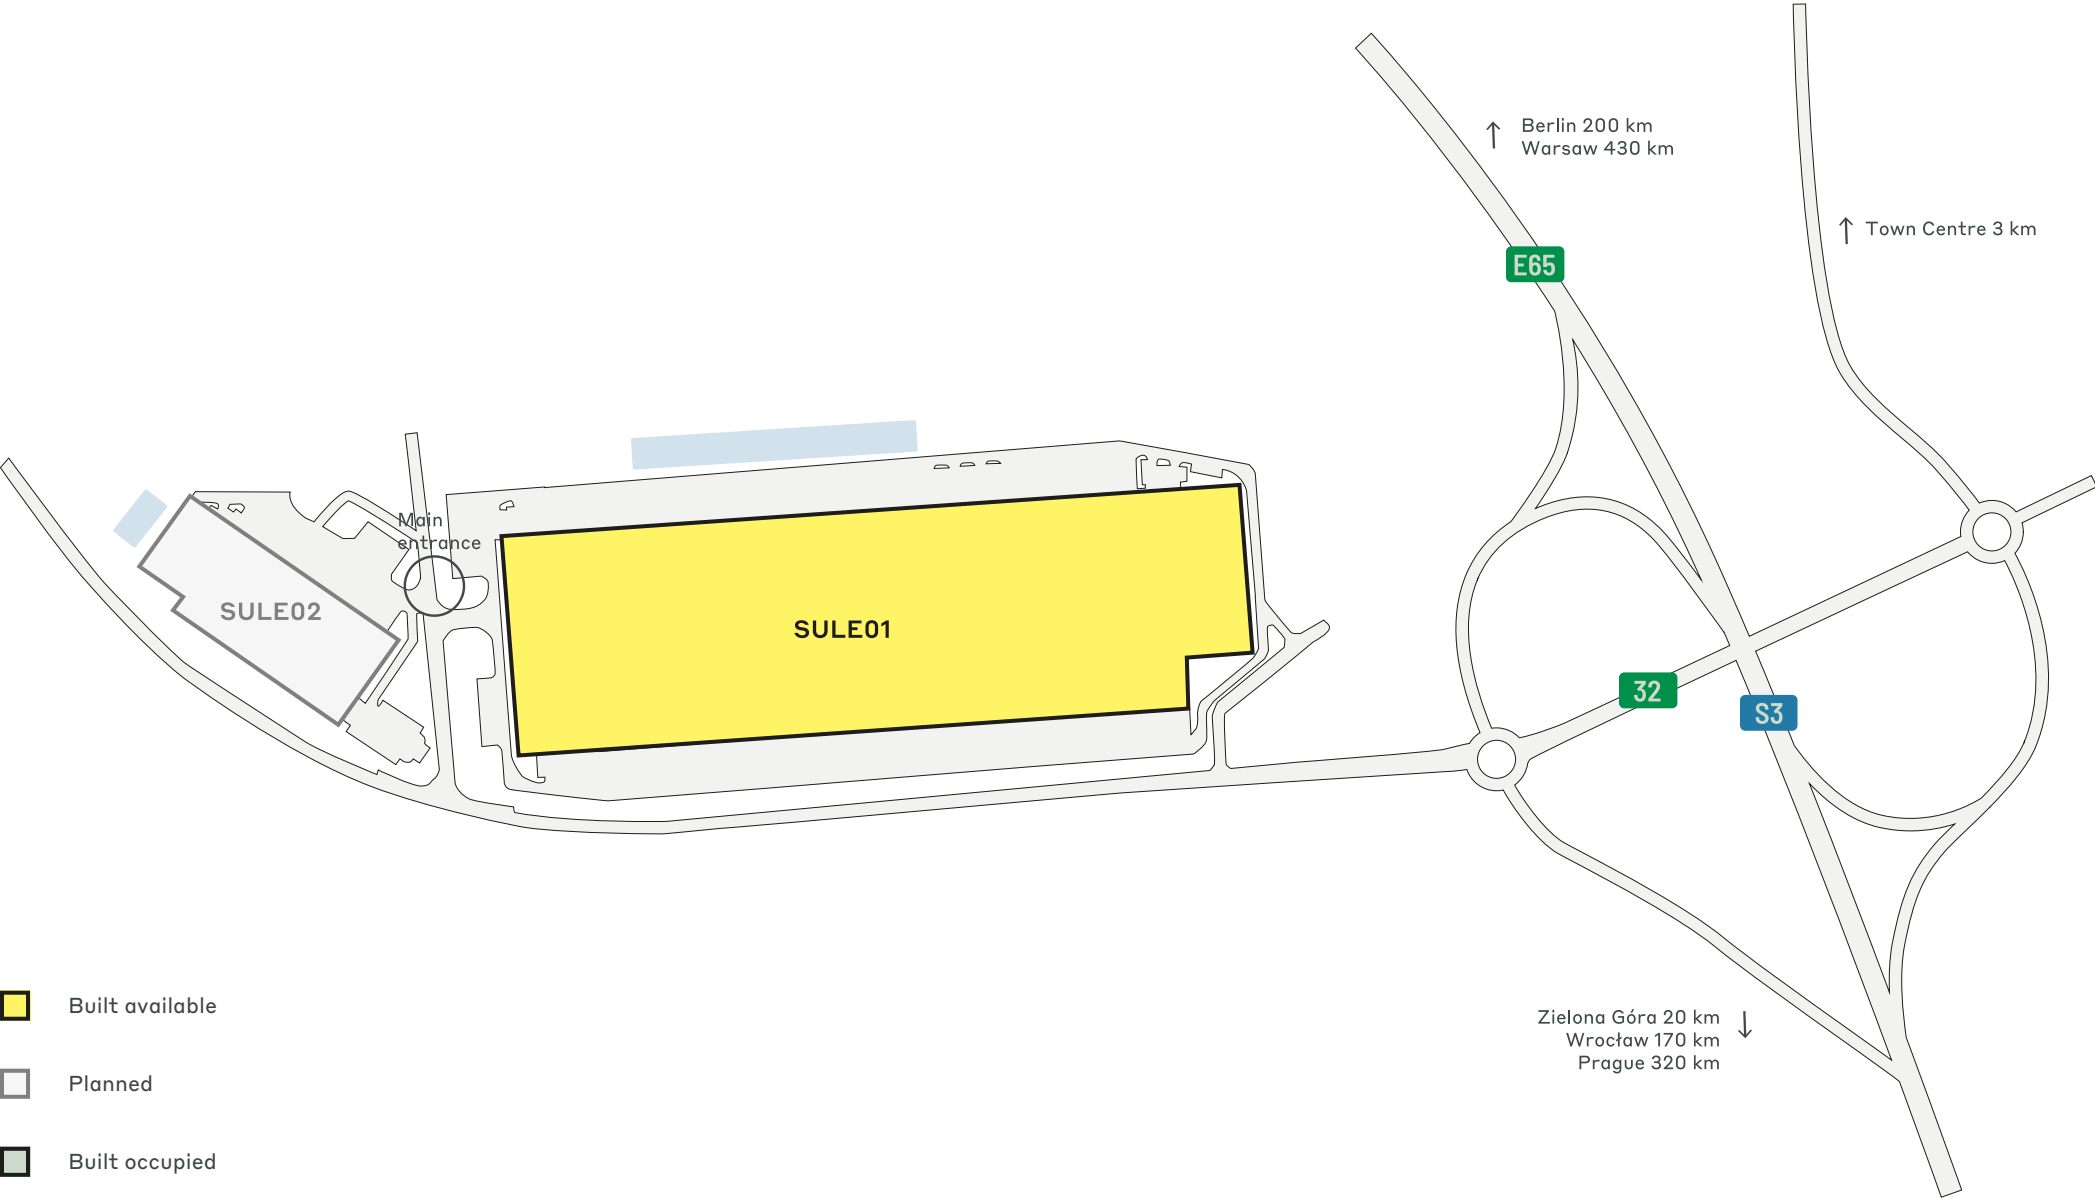 Berlin 200 km
Warsaw 430 km
Town Centre 3 km
E65
Main
entrance
SULE02
SULE01
32
S3
Built available
Zielona Góra 20 km
Wrocław 170 km
Prague 320 km
Planned
Built occupied